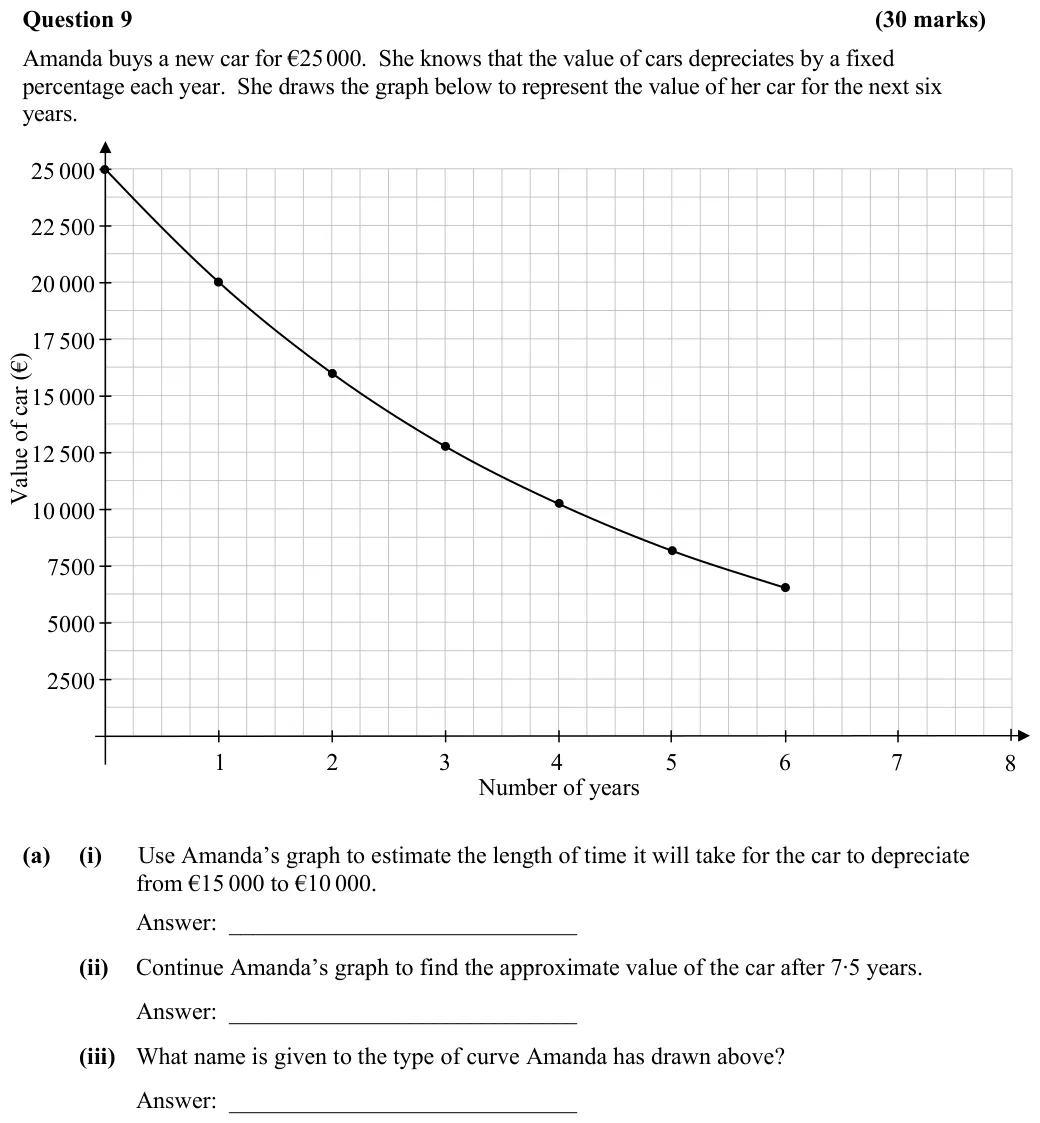 Question 9 (30 marks)
Amanda buys a new car for €25 000. She knows that the value of cars depreciates by a fixed
percentage each year. She draws the graph below to represent the value of her car for the next six
years.
25 000
22 500
20 000
17 500
15 000
12 500
10 000
7500
5000
2500
Value of car (€)
1 2 3 4 5 6 7 8
Number of years
(a) (i) Use Amanda’s graph to estimate the length of time it will take for the car to depreciate
from €15 000 to €10 000.
Answer: ____________________________
(ii) Continue Amanda’s graph to find the approximate value of the car after 7·5 years.
Answer: ____________________________
(iii) What name is given to the type of curve Amanda has drawn above?
Answer: ____________________________